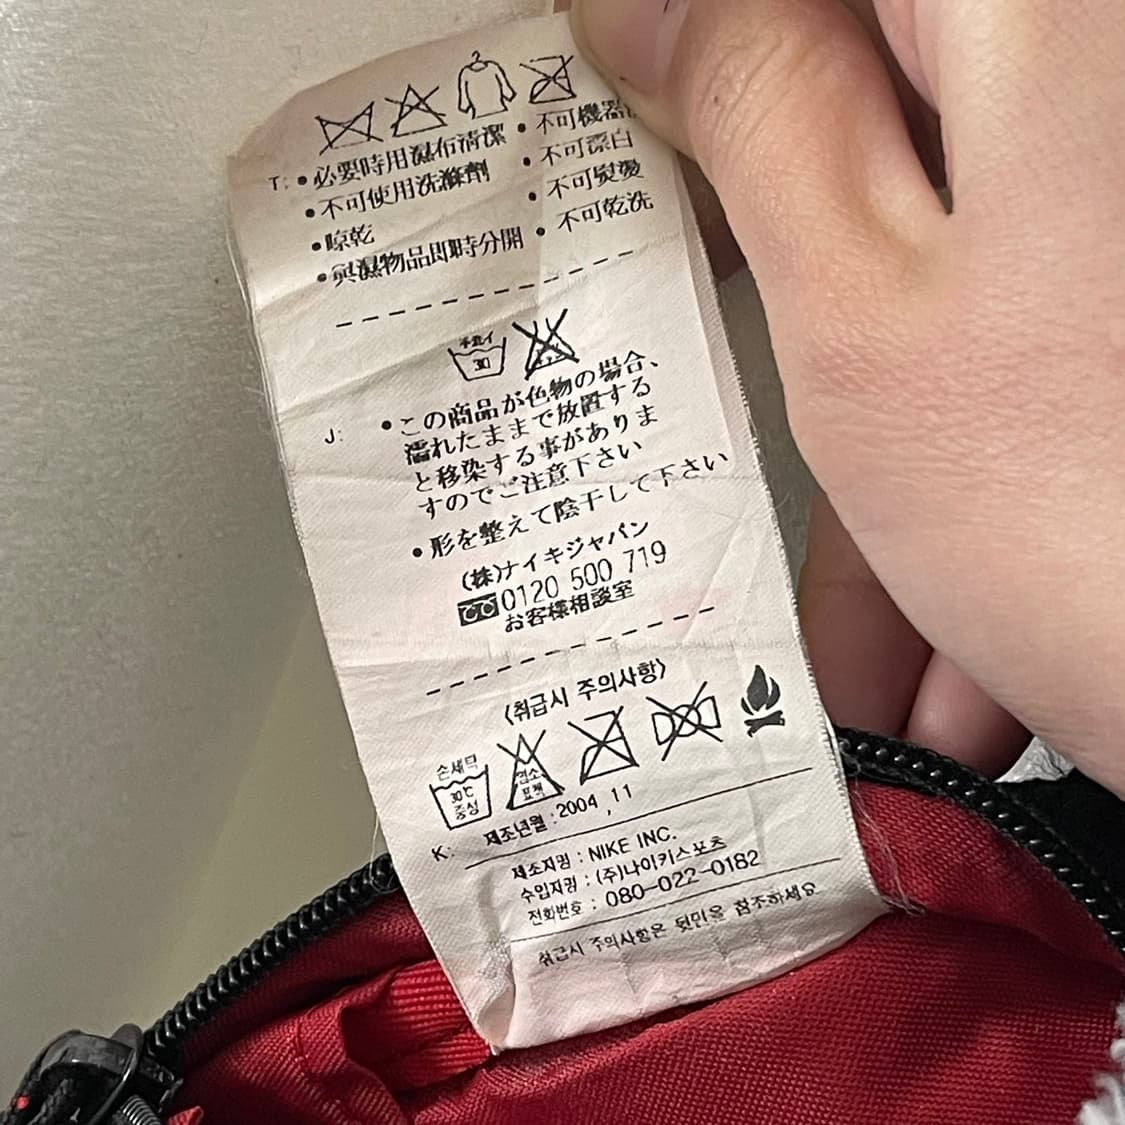 T: • 必要時用濕布清潔 • 不可機器
• 不可使用洗滌劑 • 不可漂白
• 晾乾 • 不可熨燙
• 與濕物品即時分開 • 不可乾洗
手洗イ
30
J: • この商品が色物の場合、
濡れたままで放置する
と移染する事がありま
すのでご注意下さい
• 形を整えて陰干して下さい
(株)ナイキジャパン
0120 500 719
お客様相談室
〈취급시 주의사항〉
손세탁
30℃
중성
염소
표백
K: 제조년월 : 2004 , 11
제조자명 : NIKE INC.
수입자명 : (주)나이키스포츠
전화번호 : 080-022-0182
취급시 주의사항은 뒷면을 참조하세요